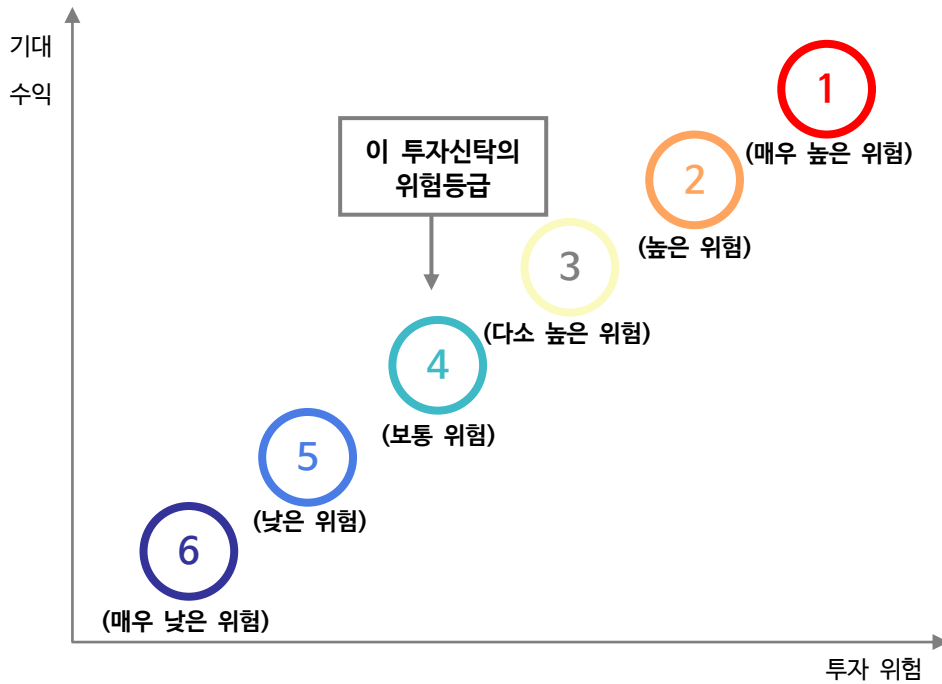 기대
수익
1
(매우 높은 위험)
이 투자신탁의
위험등급
2
(높은 위험)
3
(다소 높은 위험)
4
(보통 위험)
5
(낮은 위험)
6
(매우 낮은 위험)
투자 위험